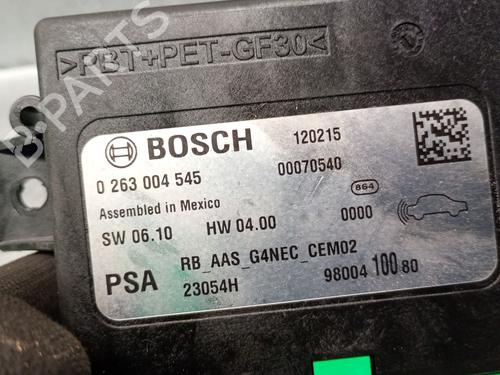 >PBT+PET-GF30<
BOSCH 120215
0 263 004 545 00070540
Assembled in Mexico 864
SW 06.10 HW 04.00 0000
PSA RB_AAS_G4NEC_CEM02
23054H 98004 100 80
B-PARTS